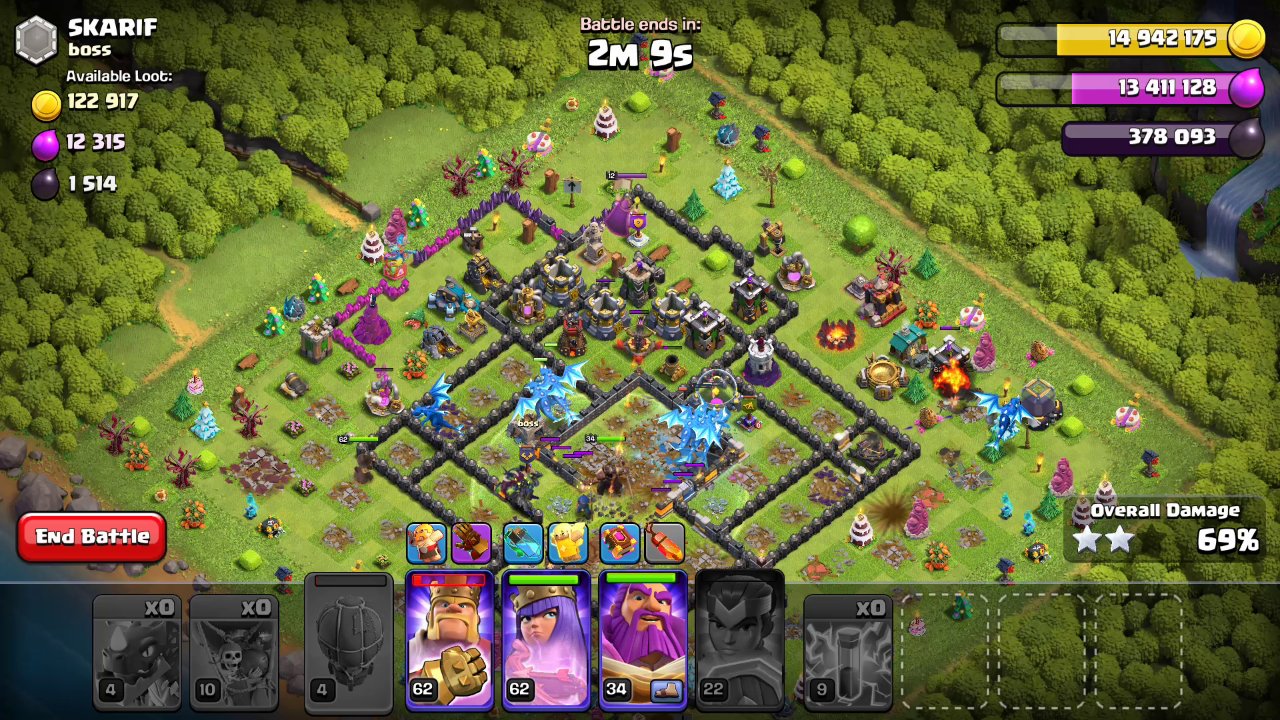 SKARIF
boss
Available Loot:
122 917
12 315
1 514
Battle ends in:
2M 9s
14 942 175
13 411 128
378 093
12
62
boss
34
End Battle
Overall Damage
69%
x0
4
x0
10
4
62
62
34
22
x0
9